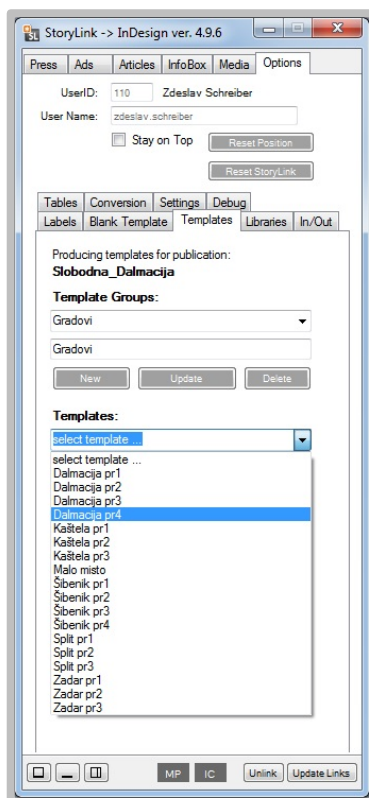 StoryLink -> InDesign ver. 4.9.6
Press Ads Articles InfoBox Media Options
UserID: 110 Zdeslav Schreiber
User Name: zdeslav.schreiber
Stay on Top Reset Position
Reset StoryLink
Tables Conversion Settings Debug
Labels Blank Template Templates Libraries In/Out
Producing templates for publication:
Slobodna_Dalmacija
Template Groups:
Gradovi
Gradovi
New Update Delete
Templates:
select template ...
select template ...
Dalmacija pr1
Dalmacija pr2
Dalmacija pr3
Dalmacija pr4
Kaštela pr1
Kaštela pr2
Kaštela pr3
Malo misto
Šibenik pr1
Šibenik pr2
Šibenik pr3
Šibenik pr4
Split pr1
Split pr2
Split pr3
Zadar pr1
Zadar pr2
Zadar pr3
MP IC Unlink Update Links